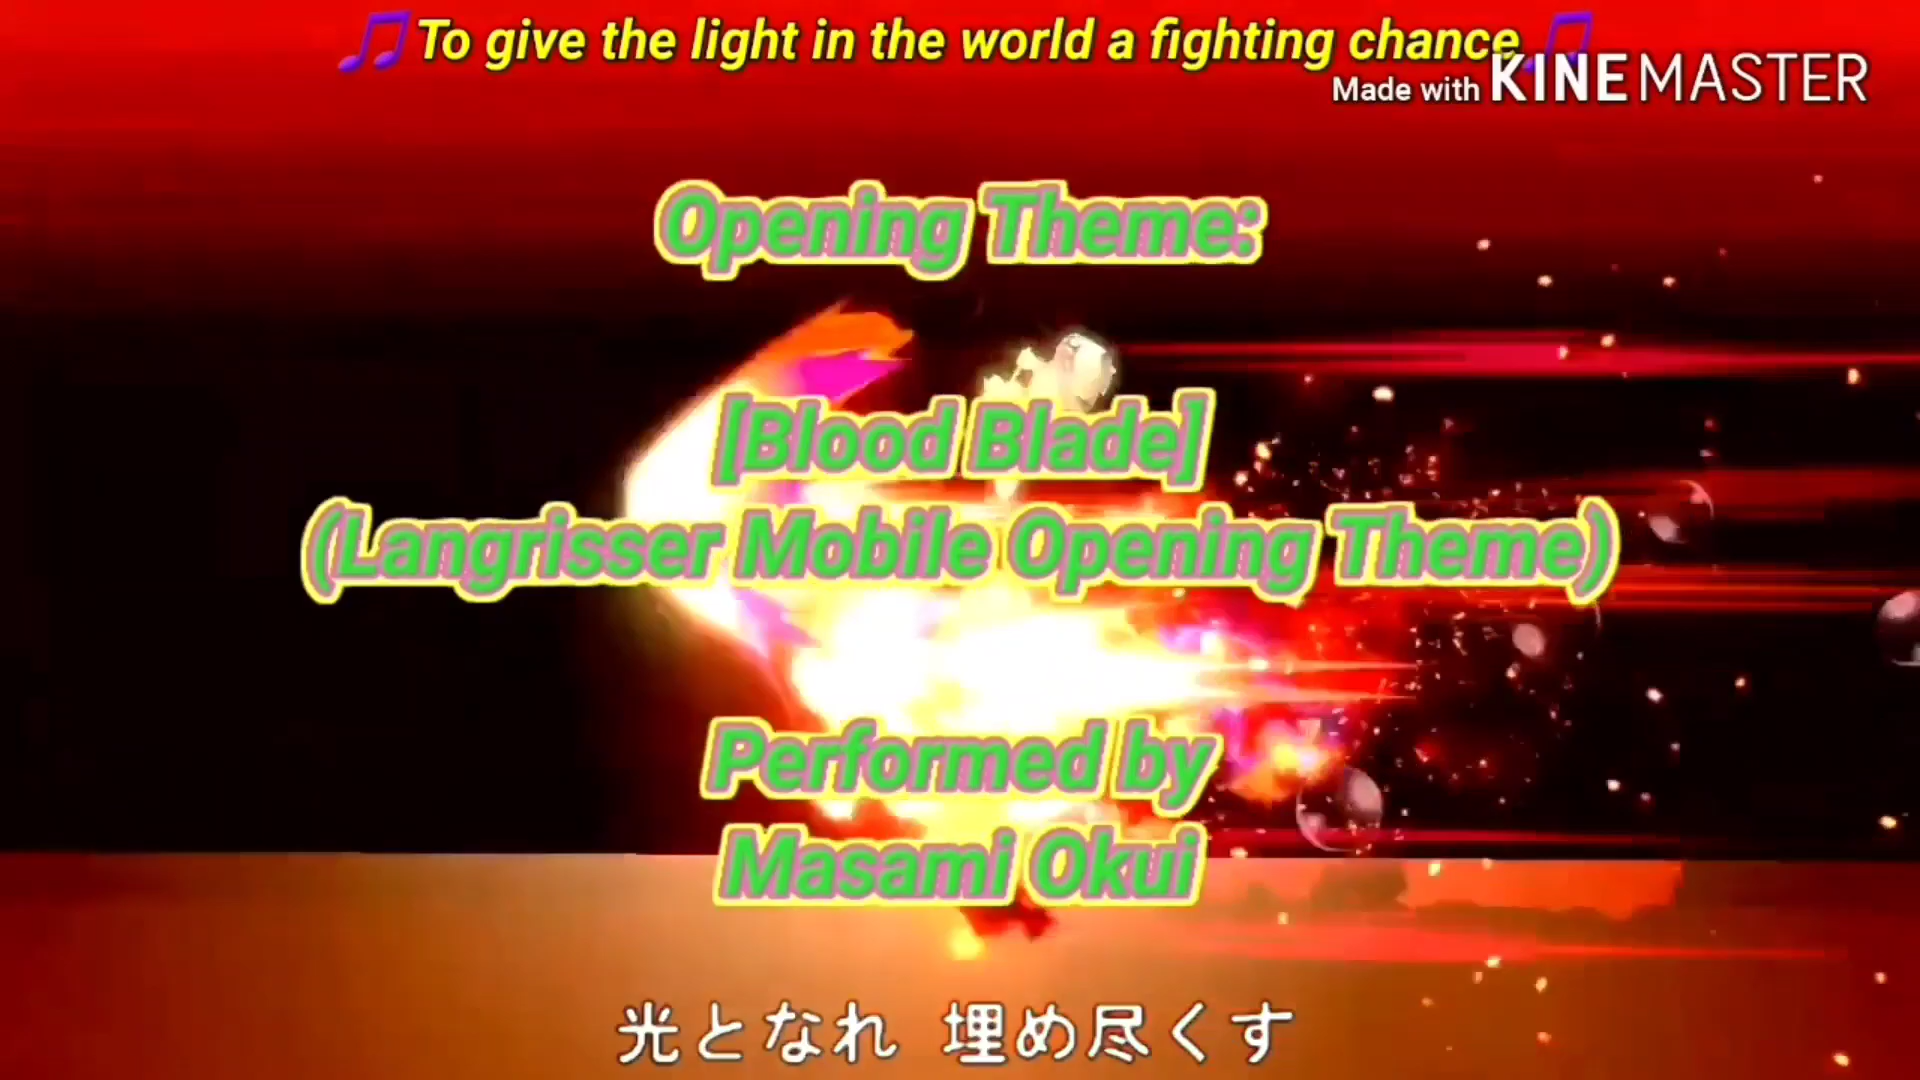 🎵To give the light in the world a fighting chance🎵
Made with KINEMASTER
Opening Theme:
[Blood Blade]
(Langrisser Mobile Opening Theme)
Performed by
Masami Okui
光となれ 埋め尽くす